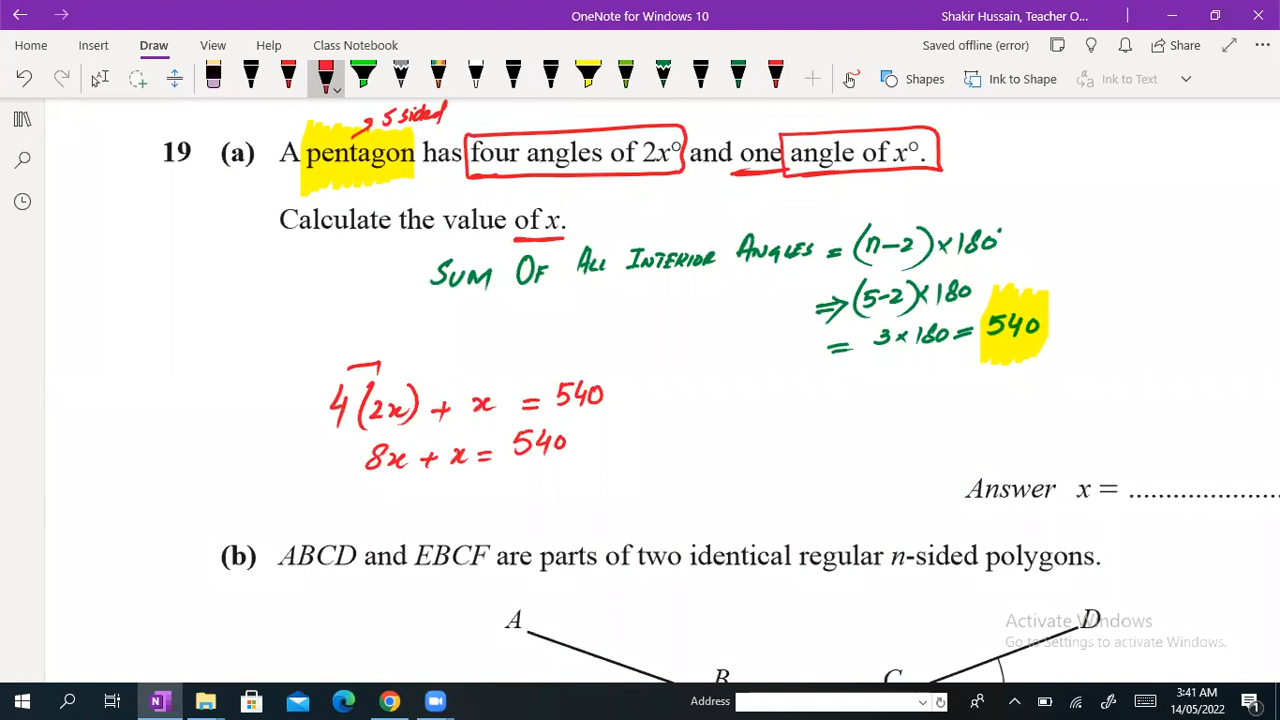 OneNote for Windows 10
Shakir Hussain, Teacher O...
Home Insert Draw View Help Class Notebook
Saved offline (error) Share
Shapes Ink to Shape Ink to Text
5 sided
19 (a) A pentagon has four angles of 2x° and one angle of x°.
Calculate the value of x.
SUM OF ALL INTERIOR ANGLES = (n-2)×180°
⇒ (5-2)×180
= 3×180 = 540
4(2x) + x = 540
8x + x = 540
Answer x = ......................
(b) ABCD and EBCF are parts of two identical regular n-sided polygons.
A
D
B
C
Activate Windows
Go to Settings to activate Windows.
Address
3:41 AM
14/05/2022
1